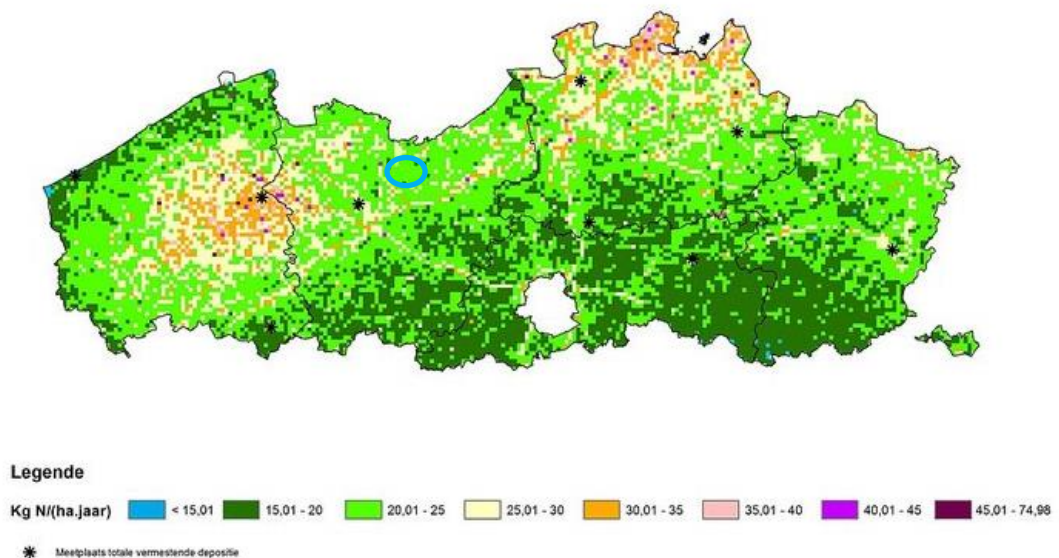 Legende
Kg N/(ha.jaar) < 15,01 15,01 - 20 20,01 - 25 25,01 - 30 30,01 - 35 35,01 - 40 40,01 - 45 45,01 - 74,98
Meetplaats totale vermestende depositie